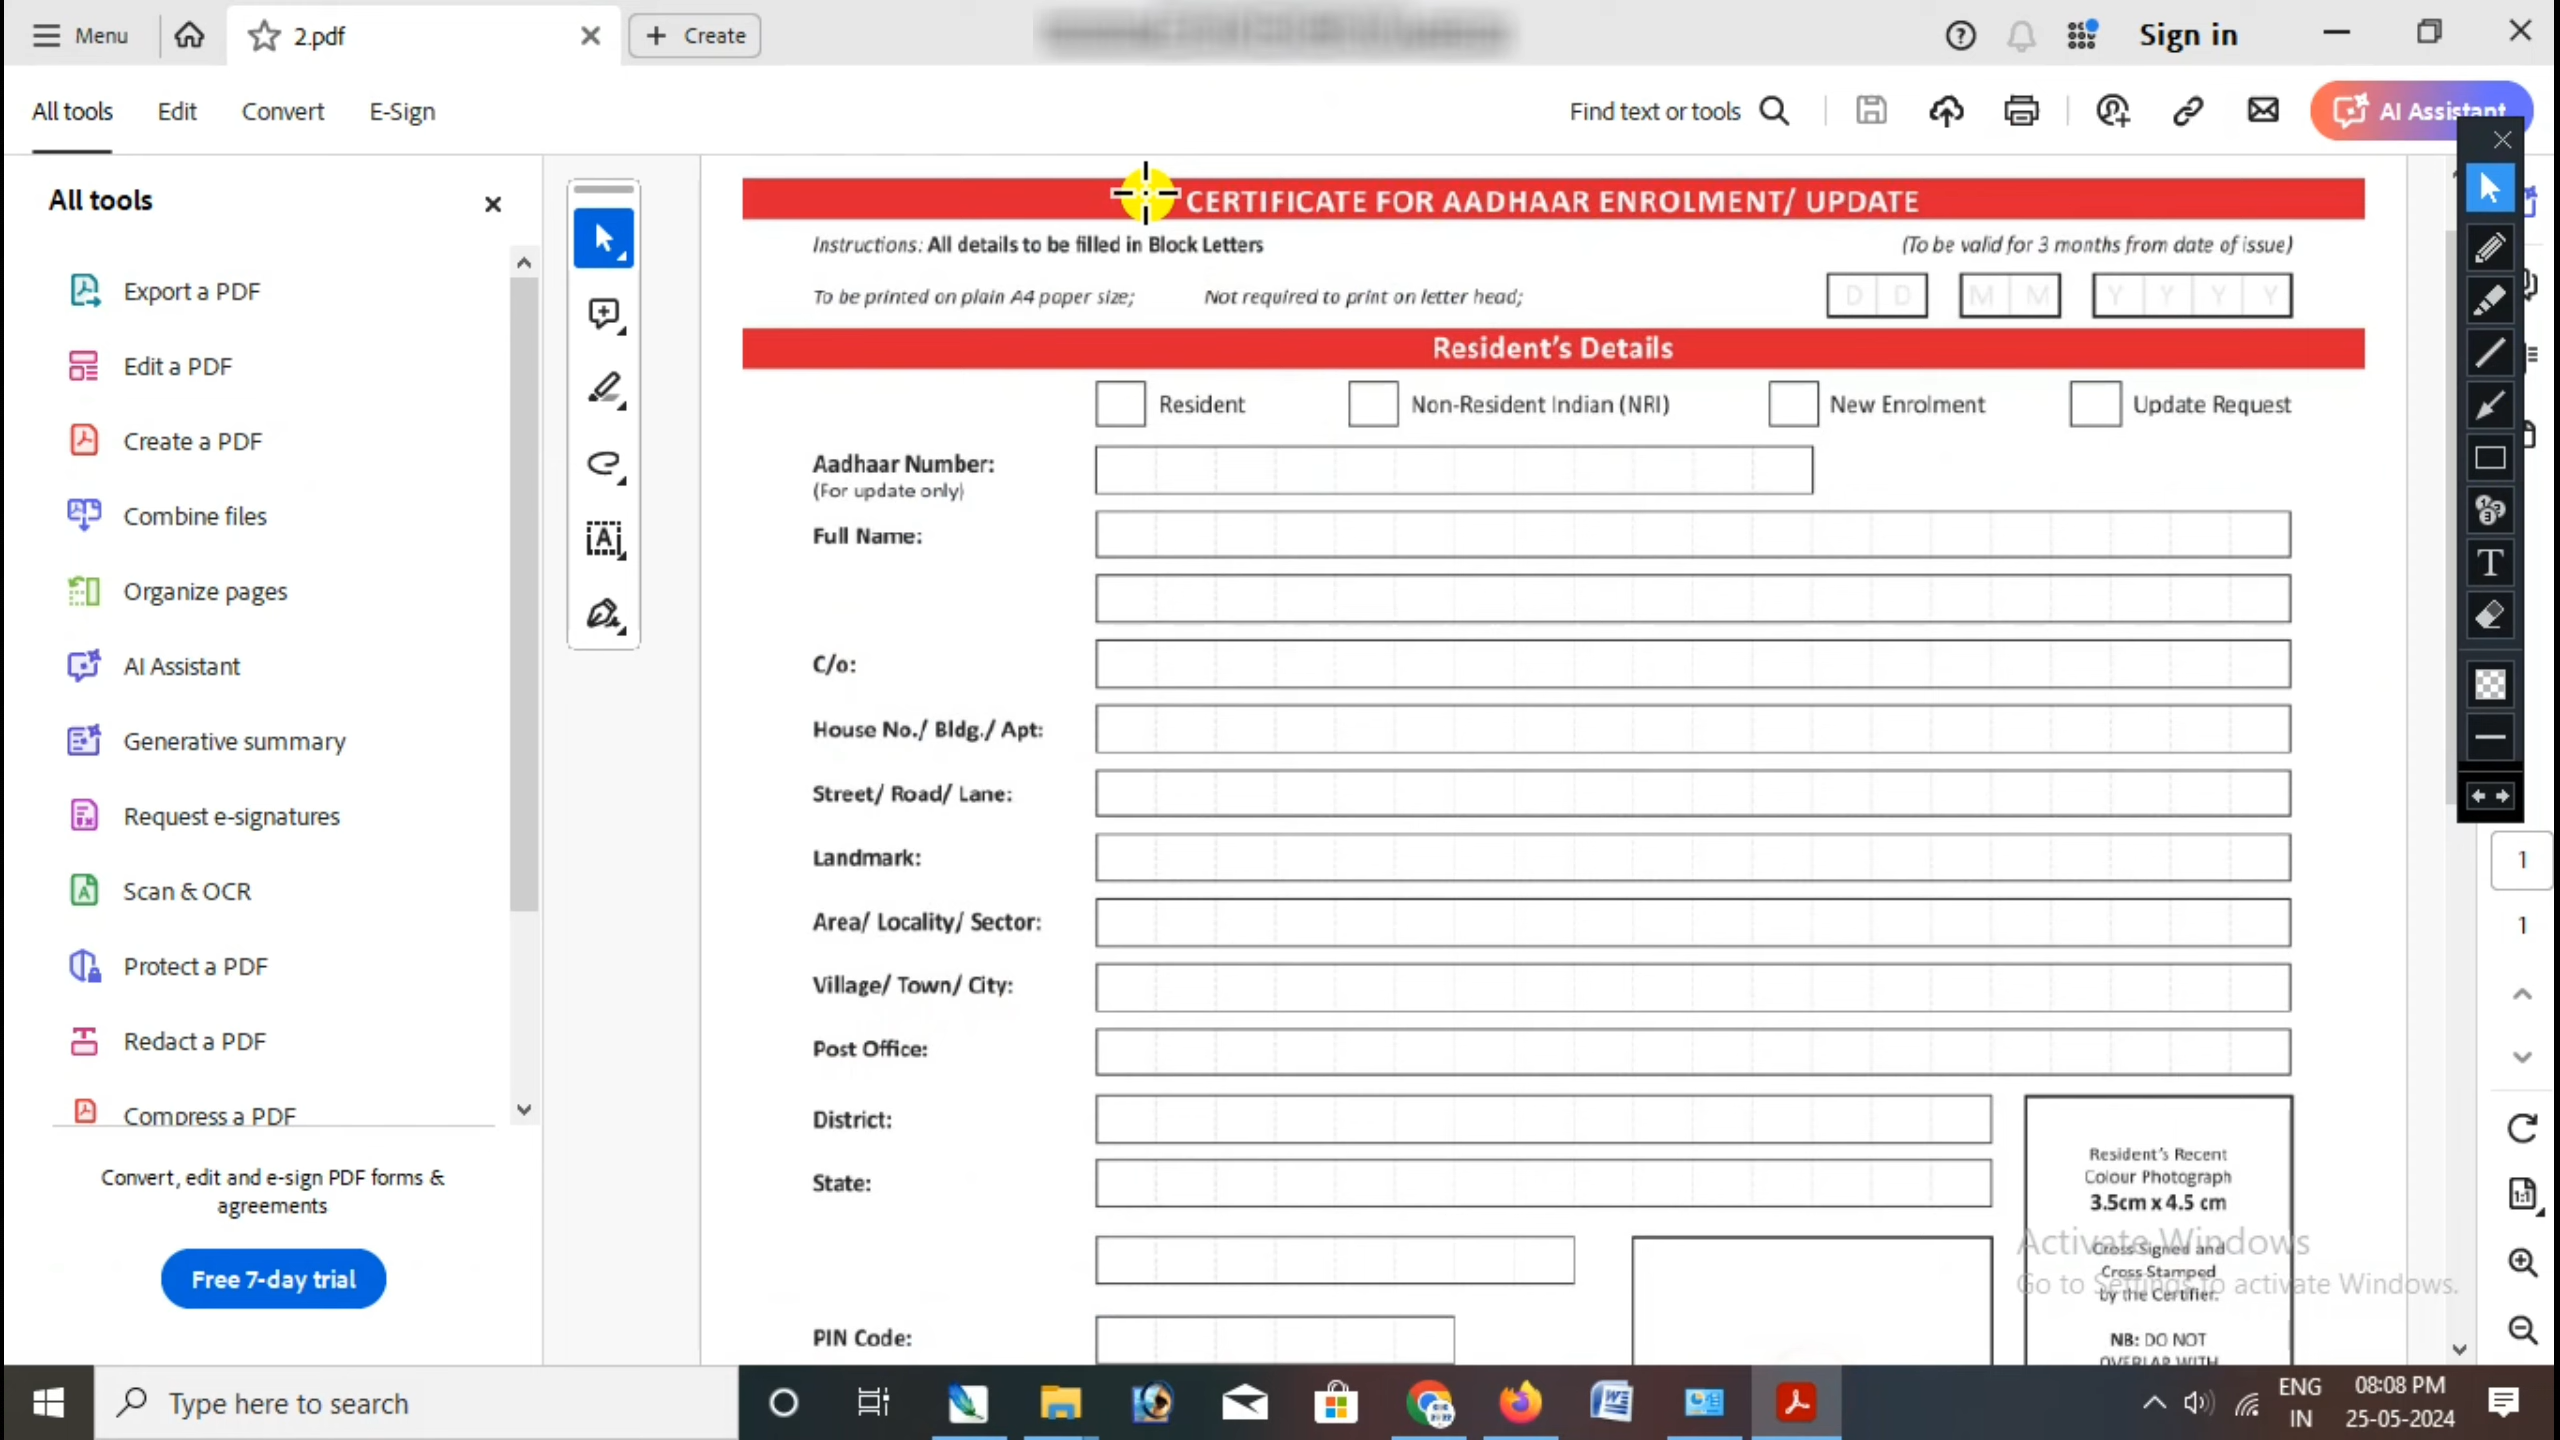 Menu
2.pdf
Create
Sign in
All tools
Edit
Convert
E-Sign
Find text or tools
AI Assistant
All tools
Export a PDF
Edit a PDF
Create a PDF
Combine files
Organize pages
AI Assistant
Generative summary
Request e-signatures
Scan & OCR
Protect a PDF
Redact a PDF
Compress a PDF
Convert, edit and e-sign PDF forms &
agreements
Free 7-day trial
CERTIFICATE FOR AADHAAR ENROLMENT/ UPDATE
Instructions: All details to be filled in Block Letters
(To be valid for 3 months from date of issue)
To be printed on plain A4 paper size; Not required to print on letter head;
D D M M Y Y Y Y
Resident's Details
Resident
Non-Resident Indian (NRI)
New Enrolment
Update Request
Aadhaar Number:
(For update only)
Full Name:
C/o:
House No./ Bldg./ Apt:
Street/ Road/ Lane:
Landmark:
Area/ Locality/ Sector:
Village/ Town/ City:
Post Office:
District:
State:
PIN Code:
Resident's Recent
Colour Photograph
3.5cm x 4.5 cm
Cross Signed and
Cross Stamped
by the Certifier.
NB: DO NOT
OVERLAP WITH
Activate Windows
Go to Settings to activate Windows.
T
1
1
1:1
Type here to search
ENG
IN
08:08 PM
25-05-2024